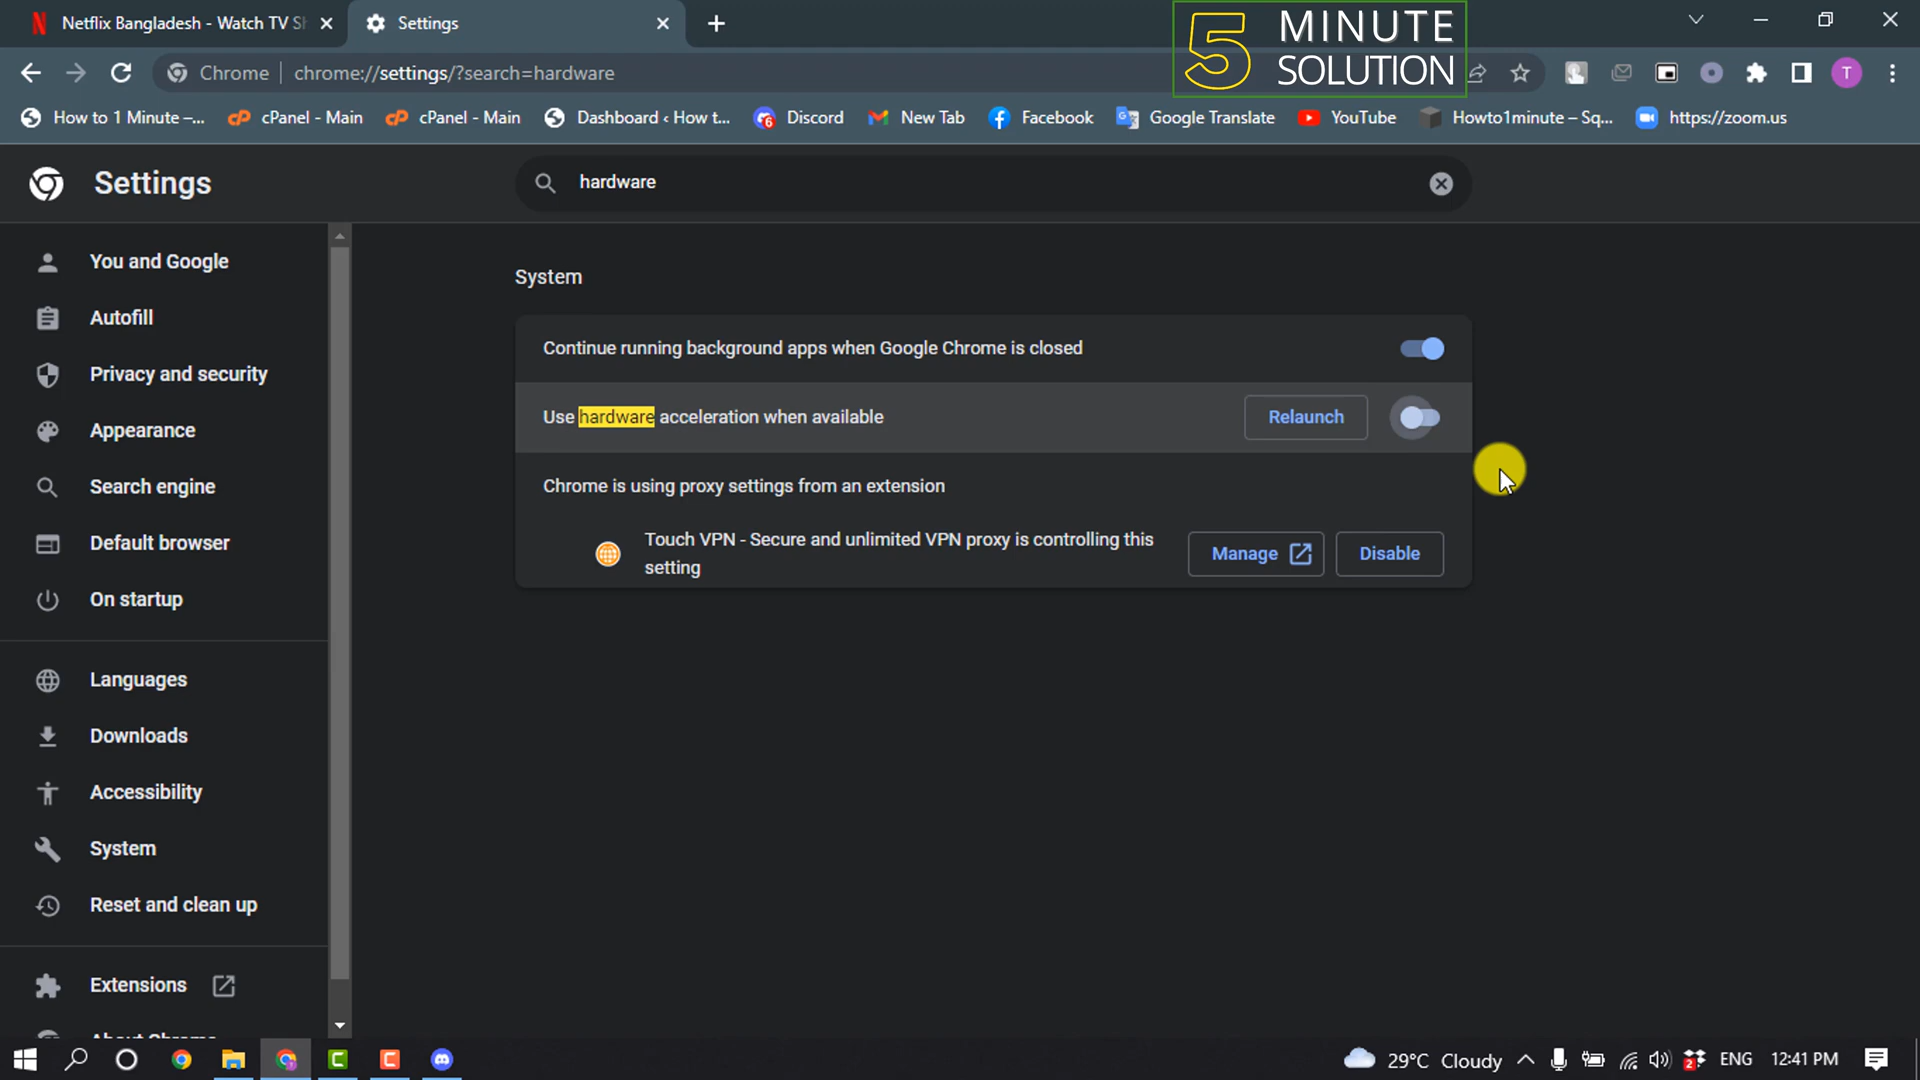 Netflix Bangladesh - Watch TV Sh
Settings
5 MINUTE
SOLUTION
Chrome
chrome://settings/?search=hardware
T
How to 1 Minute –...
cPanel - Main
cPanel - Main
Dashboard ‹ How t...
Discord
New Tab
Facebook
Google Translate
YouTube
Howto1minute – Sq...
https://zoom.us
Settings
hardware
You and Google
Autofill
Privacy and security
Appearance
Search engine
Default browser
On startup
Languages
Downloads
Accessibility
System
Reset and clean up
Extensions
About Chrome
System
Continue running background apps when Google Chrome is closed
Use hardware acceleration when available
Relaunch
Chrome is using proxy settings from an extension
Touch VPN - Secure and unlimited VPN proxy is controlling this
setting
Manage
Disable
29°C Cloudy
ENG
12:41 PM